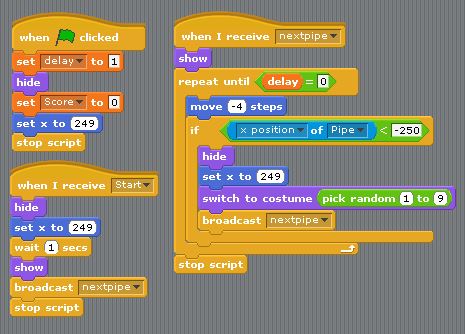 when clicked
set delay to 1
hide
set Score to 0
set x to 249
stop script
when I receive Start
hide
set x to 249
wait 1 secs
show
broadcast nextpipe
stop script
when I receive nextpipe
show
repeat until delay = 0
move -4 steps
if x position of Pipe < -250
hide
set x to 249
switch to costume pick random 1 to 9
broadcast nextpipe
stop script